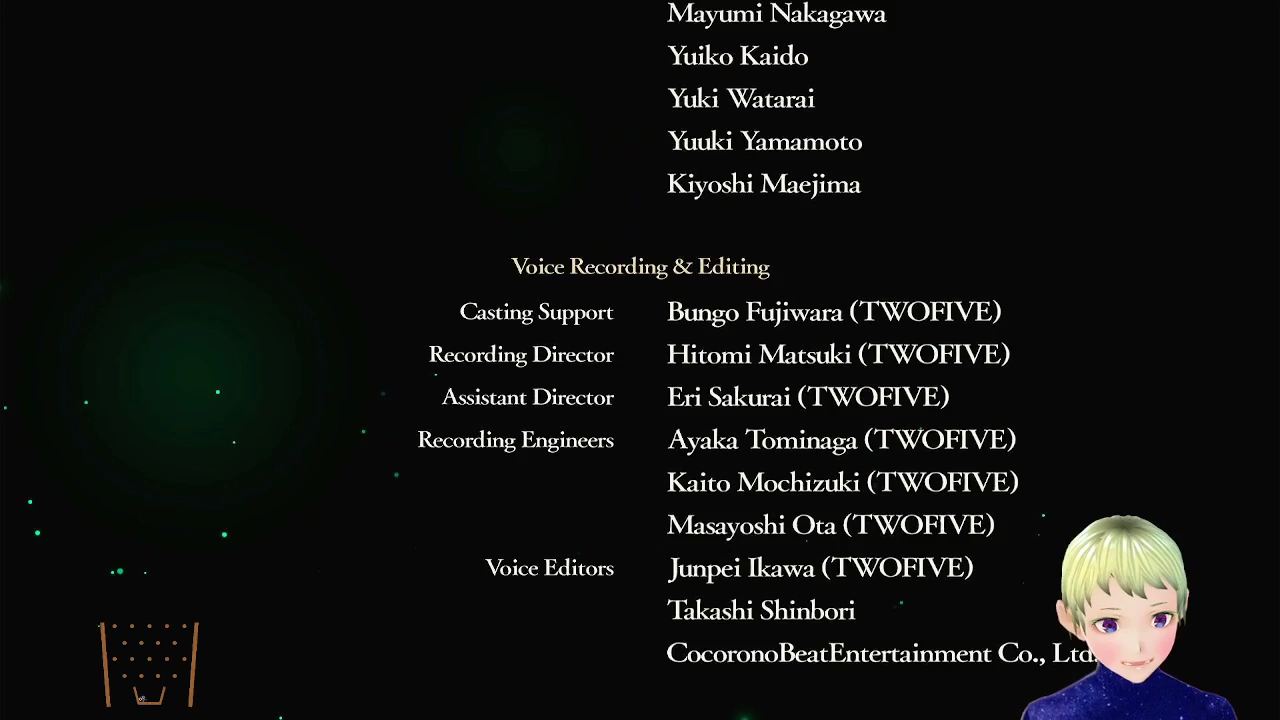 Mayumi Nakagawa
Yuiko Kaido
Yuki Watarai
Yuuki Yamamoto
Kiyoshi Maejima
Voice Recording & Editing
Casting Support Bungo Fujiwara (TWOFIVE)
Recording Director Hitomi Matsuki (TWOFIVE)
Assistant Director Eri Sakurai (TWOFIVE)
Recording Engineers Ayaka Tominaga (TWOFIVE)
Kaito Mochizuki (TWOFIVE)
Masayoshi Ota (TWOFIVE)
Voice Editors Junpei Ikawa (TWOFIVE)
Takashi Shinbori
CocoronoBeatEntertainment Co., Ltd.